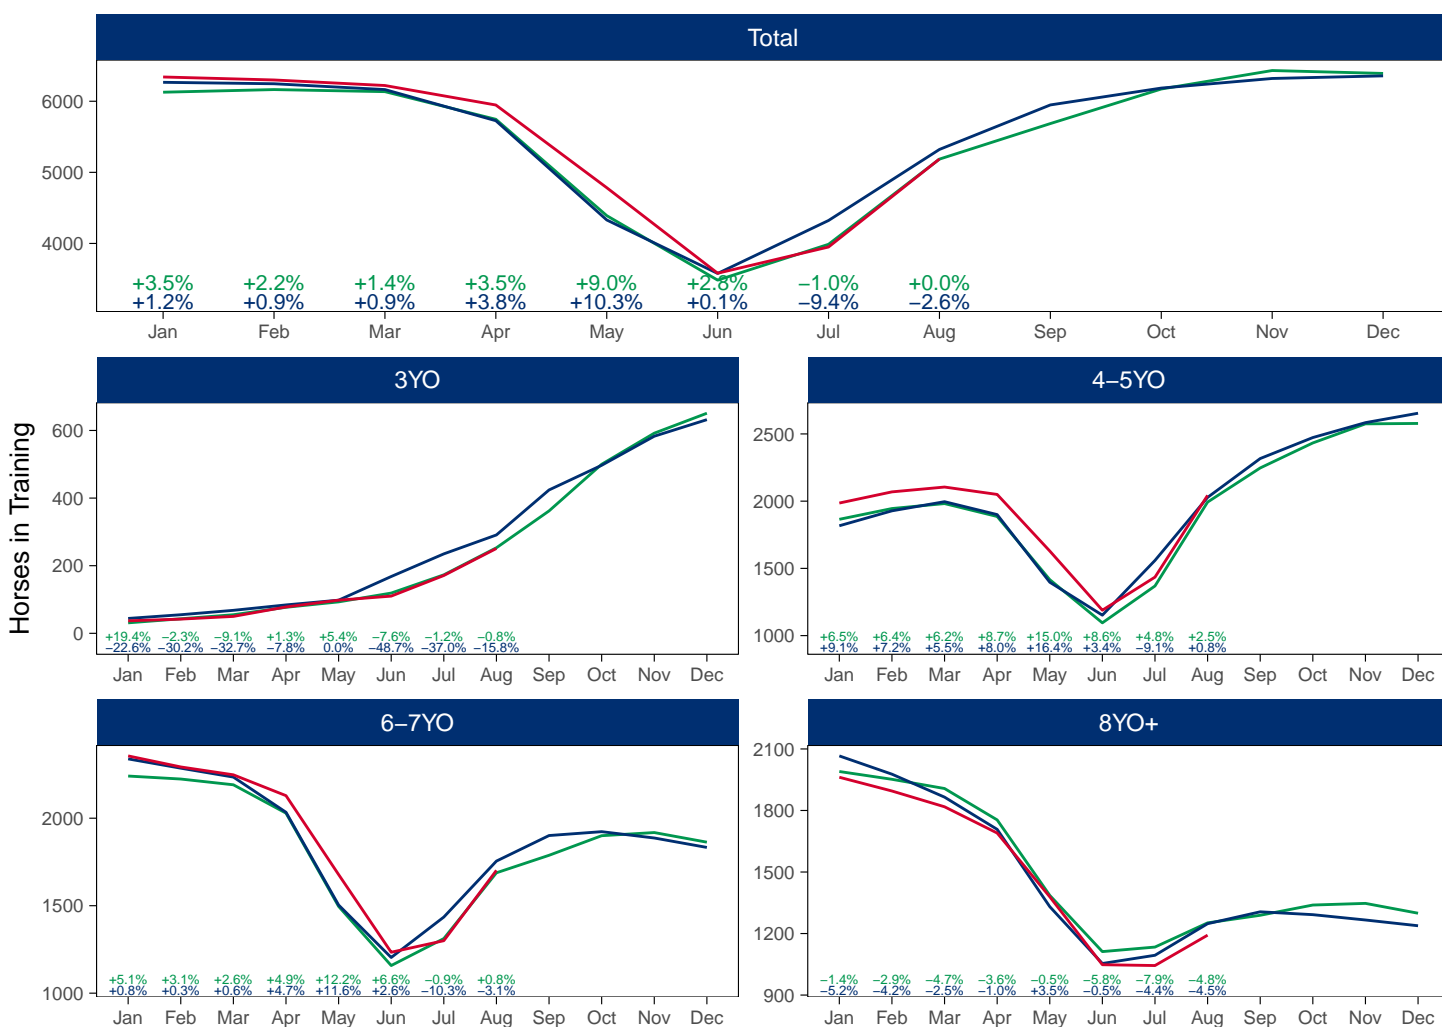 Total
6000
5000
4000
+3.5% +2.2% +1.4% +3.5% +9.0% +2.8% −1.0% +0.0%
+1.2% +0.9% +0.9% +3.8% +10.3% +0.1% −9.4% −2.6%
Jan Feb Mar Apr May Jun Jul Aug Sep Oct Nov Dec
Horses in Training
3YO
600
400
200
0
+19.4% −2.3% −9.1% +1.3% +5.4% −7.6% −1.2% −0.8%
−22.6% −30.2% −32.7% −7.8% 0.0% −48.7% −37.0% −15.8%
Jan Feb Mar Apr May Jun Jul Aug Sep Oct Nov Dec
4−5YO
2500
2000
1500
1000
+6.5% +6.4% +6.2% +8.7% +15.0% +8.6% +4.8% +2.5%
+9.1% +7.2% +5.5% +8.0% +16.4% +3.4% −9.1% +0.8%
Jan Feb Mar Apr May Jun Jul Aug Sep Oct Nov Dec
6−7YO
2000
1500
1000
+5.1% +3.1% +2.6% +4.9% +12.2% +6.6% −0.9% +0.8%
+0.8% +0.3% +0.6% +4.7% +11.6% +2.6% −10.3% −3.1%
Jan Feb Mar Apr May Jun Jul Aug Sep Oct Nov Dec
8YO+
2100
1800
1500
1200
900
−1.4% −2.9% −4.7% −3.6% −0.5% −5.8% −7.9% −4.8%
−5.2% −4.2% −2.5% −1.0% +3.5% −0.5% −4.4% −4.5%
Jan Feb Mar Apr May Jun Jul Aug Sep Oct Nov Dec